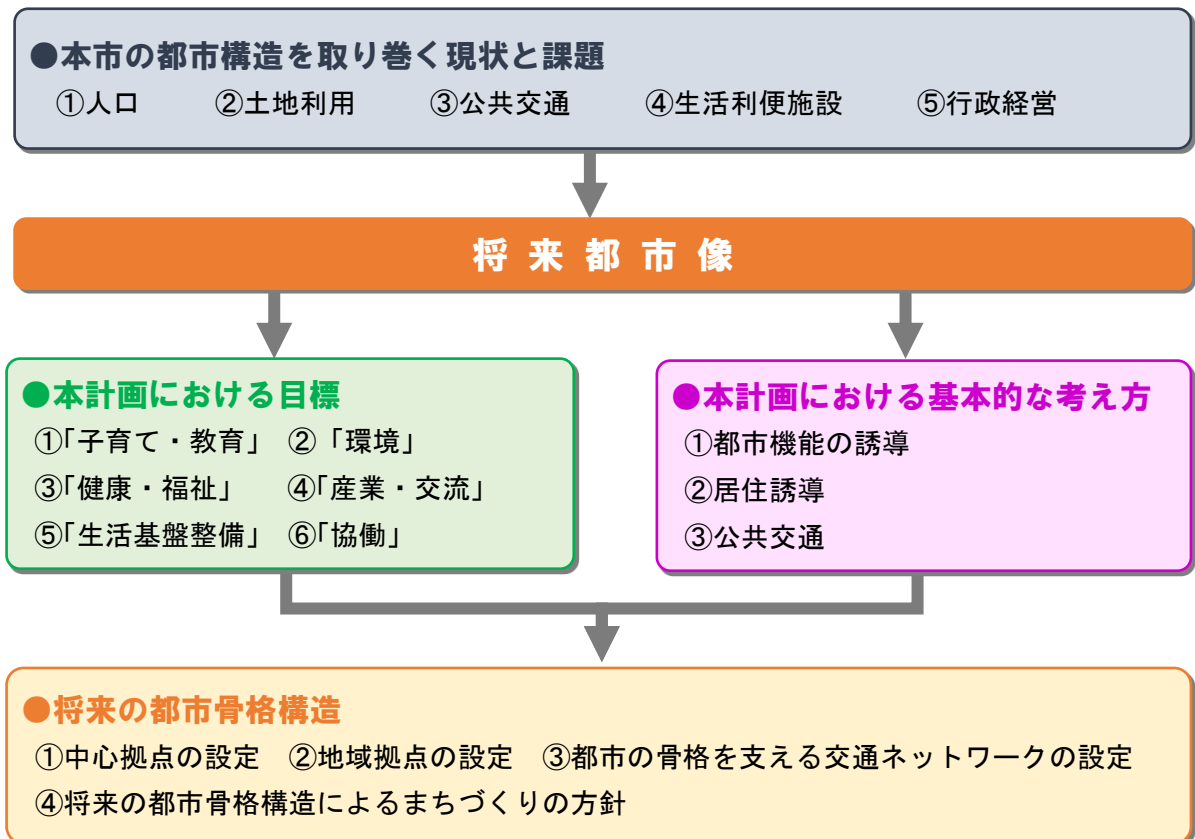 ●本市の都市構造を取り巻く現状と課題
①人口 ②土地利用 ③公共交通 ④生活利便施設 ⑤行政経営
将来都市像
●本計画における目標
①「子育て・教育」 ②「環境」
③「健康・福祉」 ④「産業・交流」
⑤「生活基盤整備」 ⑥「協働」
●本計画における基本的な考え方
①都市機能の誘導
②居住誘導
③公共交通
●将来の都市骨格構造
①中心拠点の設定 ②地域拠点の設定 ③都市の骨格を支える交通ネットワークの設定
④将来の都市骨格構造によるまちづくりの方針